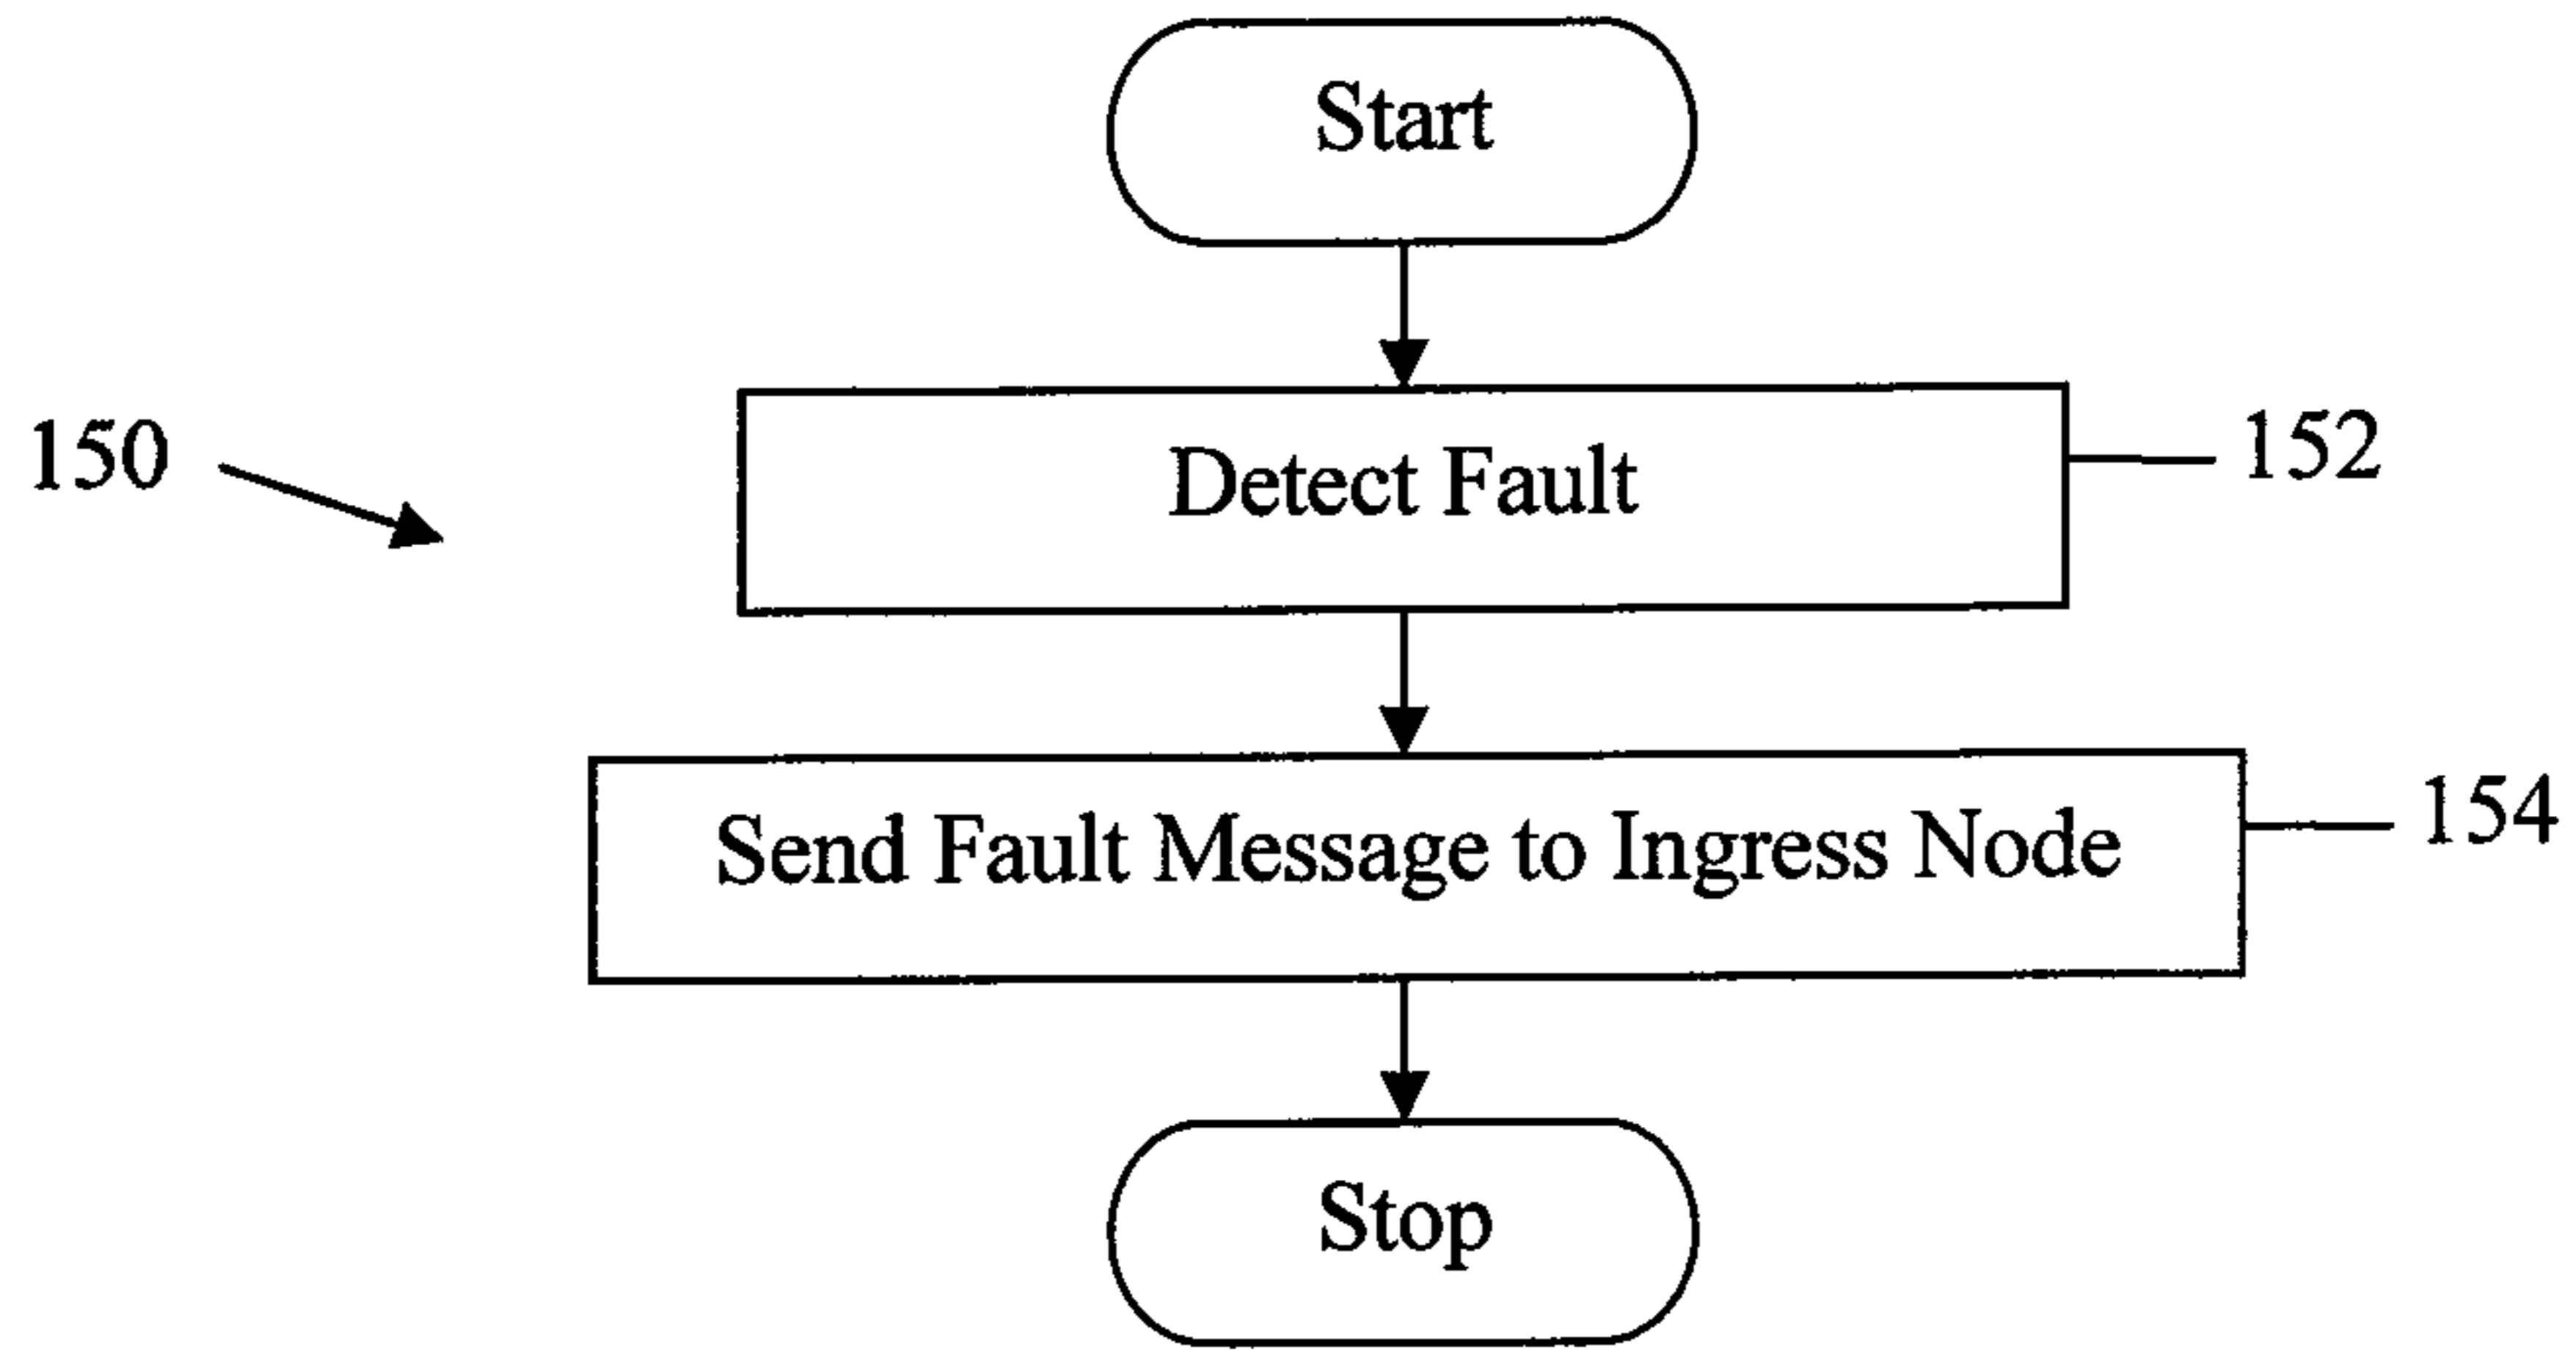 Start
150
Detect Fault
152
Send Fault Message to Ingress Node
154
Stop